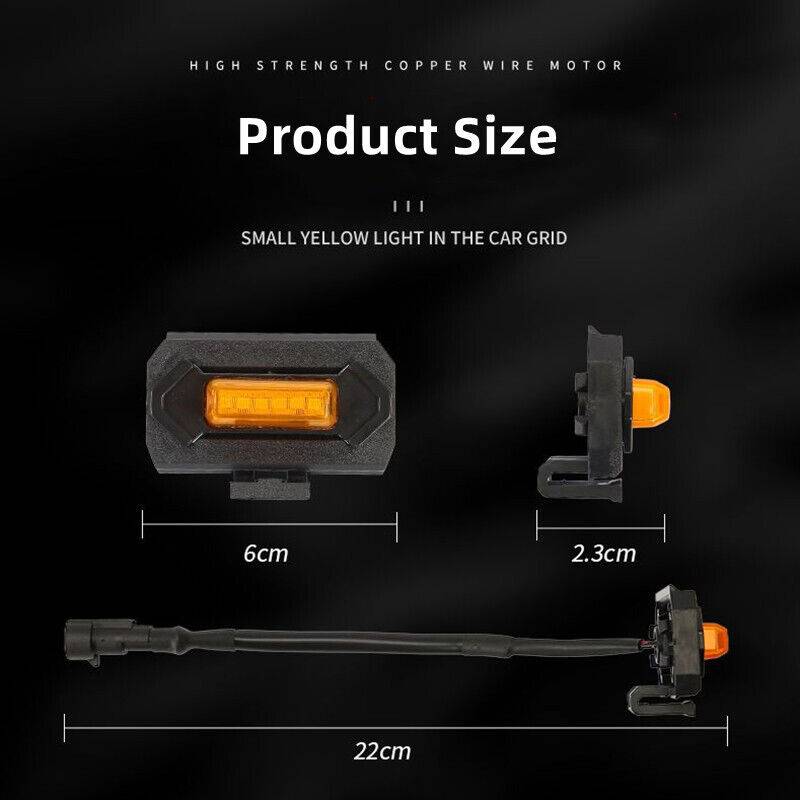 HIGH STRENGTH COPPER WIRE MOTOR
Product Size
SMALL YELLOW LIGHT IN THE CAR GRID
6cm
2.3cm
22cm